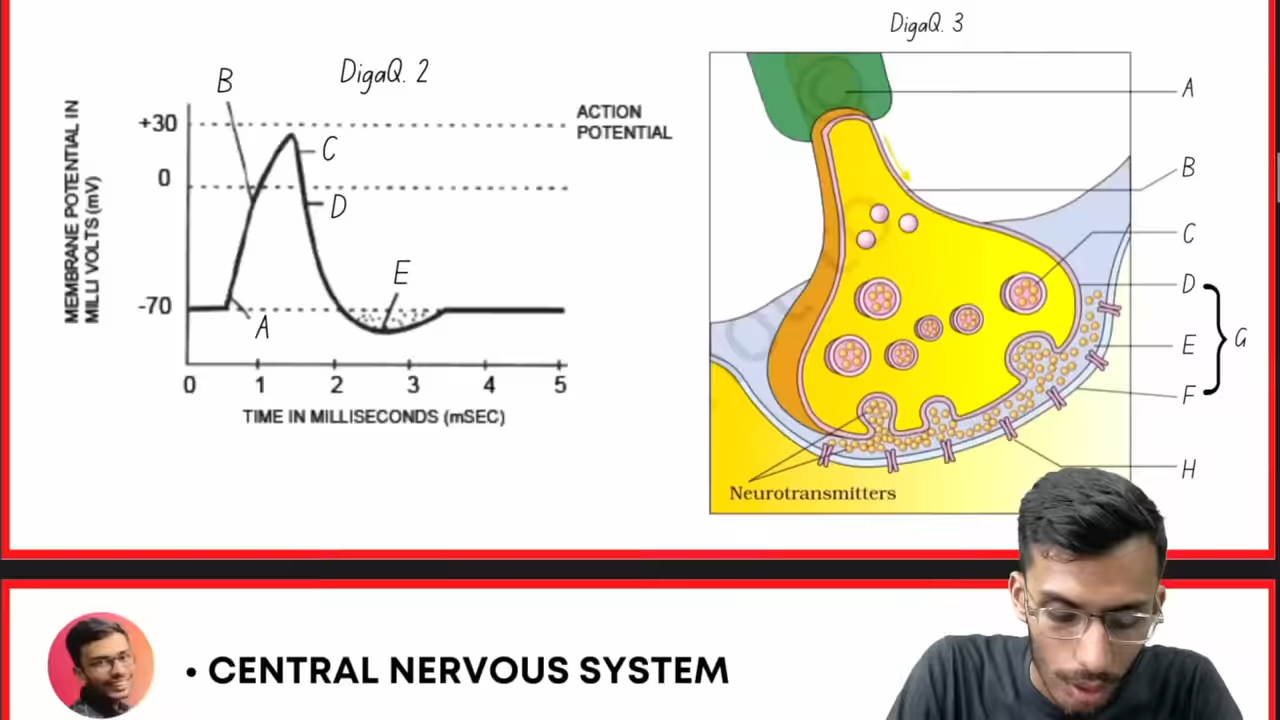 DigaQ. 2
B
+30
ACTION
POTENTIAL
C
0
D
E
-70
A
MEMBRANE POTENTIAL IN
MILLI VOLTS (mV)
0 1 2 3 4 5
TIME IN MILLISECONDS (mSEC)
DigaQ. 3
A
B
C
D
E
G
F
H
Neurotransmitters
• CENTRAL NERVOUS SYSTEM